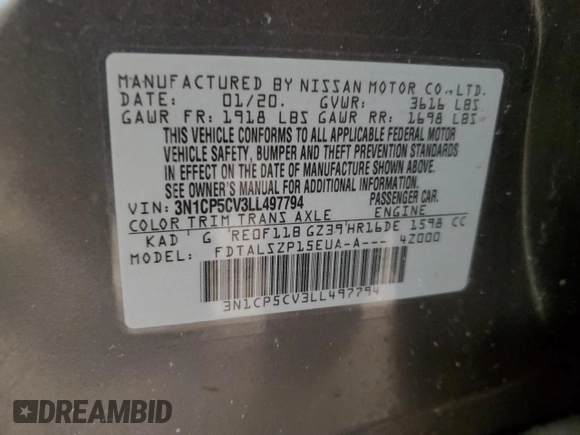 MANUFACTURED BY NISSAN MOTOR CO.,LTD.
DATE: 01/20. GVWR: 3616 LBS
GAWR FR: 1918 LBS GAWR RR: 1698 LBS
THIS VEHICLE CONFORMS TO ALL APPLICABLE FEDERAL MOTOR
VEHICLE SAFETY, BUMPER AND THEFT PREVENTION STANDARDS
IN EFFECT ON THE DATE OF MANUFACTURE SHOWN ABOVE.
SEE OWNER'S MANUAL FOR ADDITIONAL INFORMATION.
VIN: 3N1CP5CV3LL497794 PASSENGER CAR.
COLOR TRIM TRANS AXLE ENGINE
KAD G RE0F11B GZ39 HR16DE 1598 CC
MODEL: FDTALSZP15EUA-A--- 4Z000
3N1CP5CV3LL497794
DREAMBID